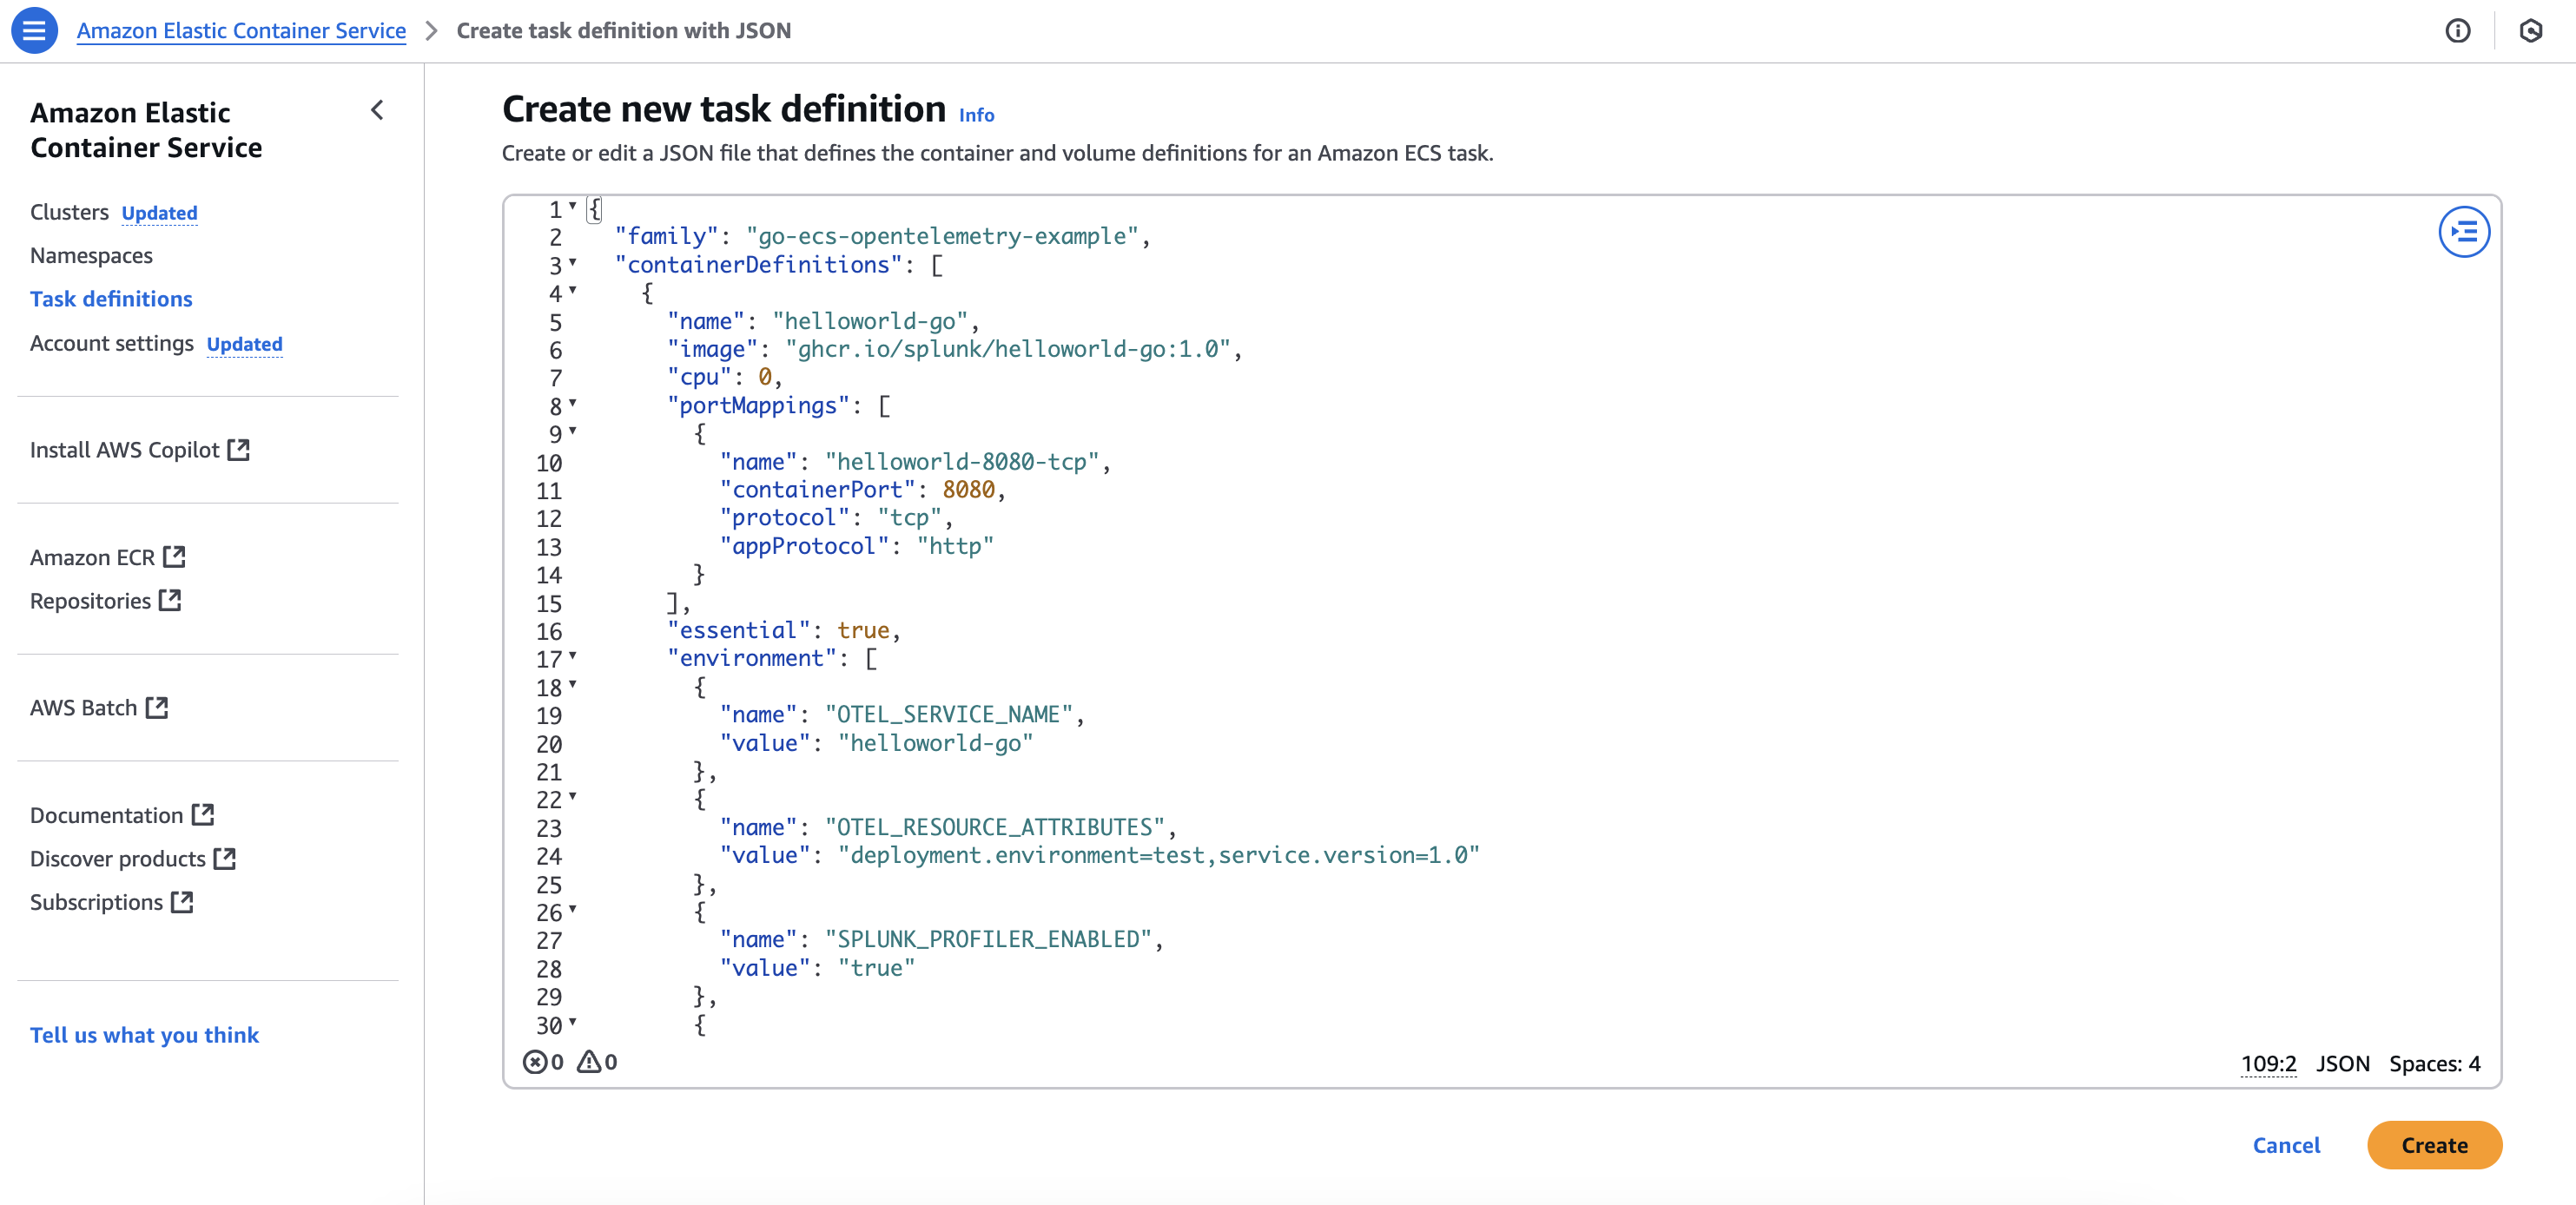 Amazon Elastic Container Service > Create task definition with JSON
Amazon Elastic
Container Service
Clusters Updated
Namespaces
Task definitions
Account settings Updated
Install AWS Copilot
Amazon ECR
Repositories
AWS Batch
Documentation
Discover products
Subscriptions
Tell us what you think
Create new task definition Info
Create or edit a JSON file that defines the container and volume definitions for an Amazon ECS task.
1 {
2 "family": "go-ecs-opentelemetry-example",
3 "containerDefinitions": [
4 {
5 "name": "helloworld-go",
6 "image": "ghcr.io/splunk/helloworld-go:1.0",
7 "cpu": 0,
8 "portMappings": [
9 {
10 "name": "helloworld-8080-tcp",
11 "containerPort": 8080,
12 "protocol": "tcp",
13 "appProtocol": "http"
14 }
15 ],
16 "essential": true,
17 "environment": [
18 {
19 "name": "OTEL_SERVICE_NAME",
20 "value": "helloworld-go"
21 },
22 {
23 "name": "OTEL_RESOURCE_ATTRIBUTES",
24 "value": "deployment.environment=test,service.version=1.0"
25 },
26 {
27 "name": "SPLUNK_PROFILER_ENABLED",
28 "value": "true"
29 },
30 {
0 0 109:2 JSON Spaces: 4
Cancel Create